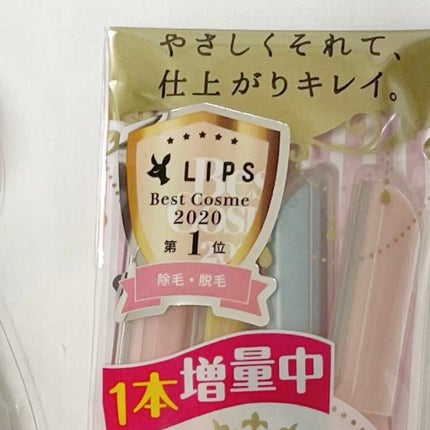 やさしくそれて、
仕上がりキレイ。
LIPS
Best Cosme
2020
第1位
除毛・脱毛
1本増量中